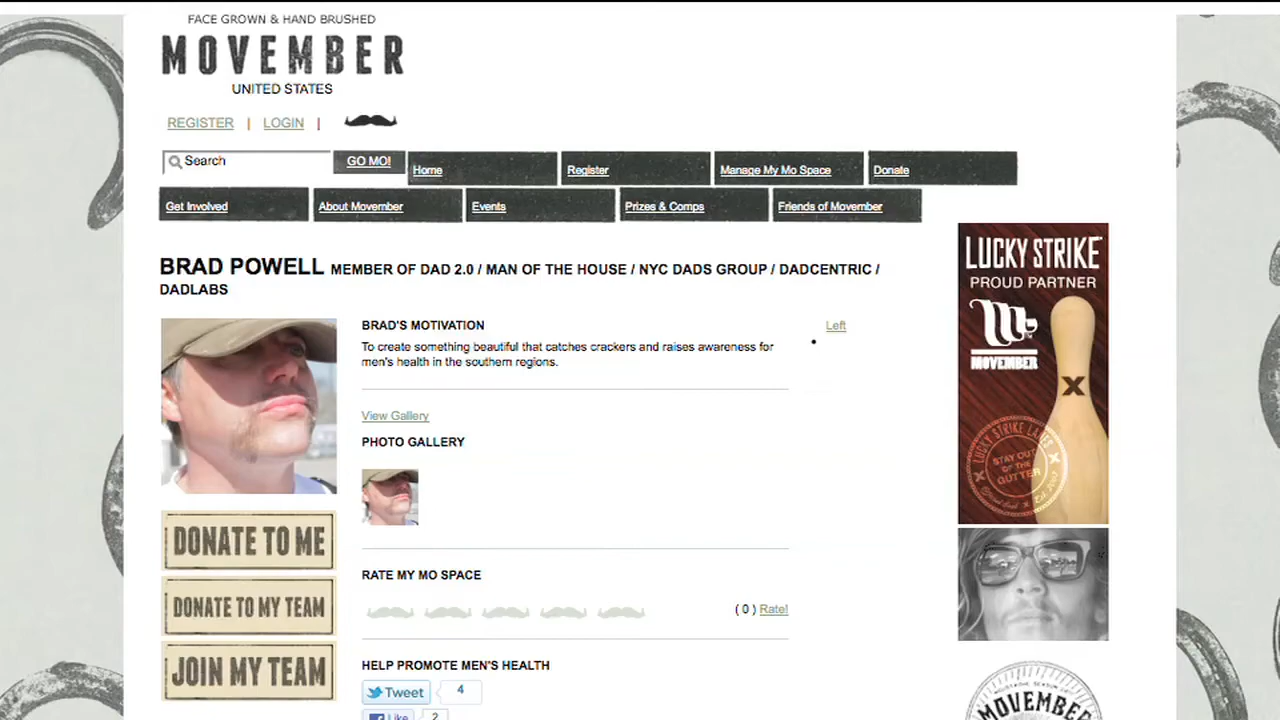 FACE GROWN & HAND BRUSHED
MOVEMBER
UNITED STATES
REGISTER | LOGIN |
Search
GO MO!
Home
Register
Manage My Mo Space
Donate
Get Involved
About Movember
Events
Prizes & Comps
Friends of Movember
BRAD POWELL MEMBER OF DAD 2.0 / MAN OF THE HOUSE / NYC DADS GROUP / DADCENTRIC /
DADLABS
BRAD'S MOTIVATION
To create something beautiful that catches crackers and raises awareness for
men's health in the southern regions.
Left
View Gallery
PHOTO GALLERY
DONATE TO ME
DONATE TO MY TEAM
JOIN MY TEAM
RATE MY MO SPACE
( 0 ) Rate!
HELP PROMOTE MEN'S HEALTH
Tweet
4
Like
2
LUCKY STRIKE
PROUD PARTNER
MOVEMBER
LUCKY STRIKE LANES
STAY OUT
OF THE
GUTTER
MOVEMBER